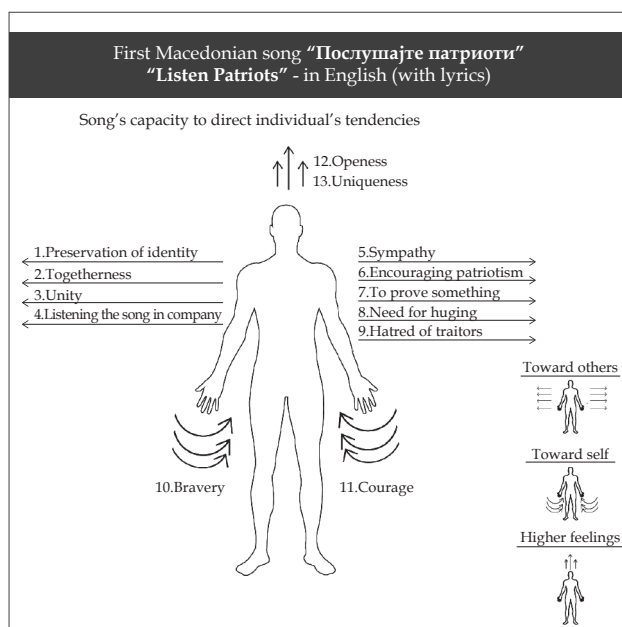 First Macedonian song “Послушајте патриоти”
“Listen Patriots” - in English (with lyrics)
Song’s capacity to direct individual’s tendencies
12.Openess
13.Uniqueness
1.Preservation of identity
2.Togetherness
3.Unity
4.Listening the song in company
5.Sympathy
6.Encouraging patriotism
7.To prove something
8.Need for huging
9.Hatred of traitors
10.Bravery
11.Courage
Toward others
Toward self
Higher feelings